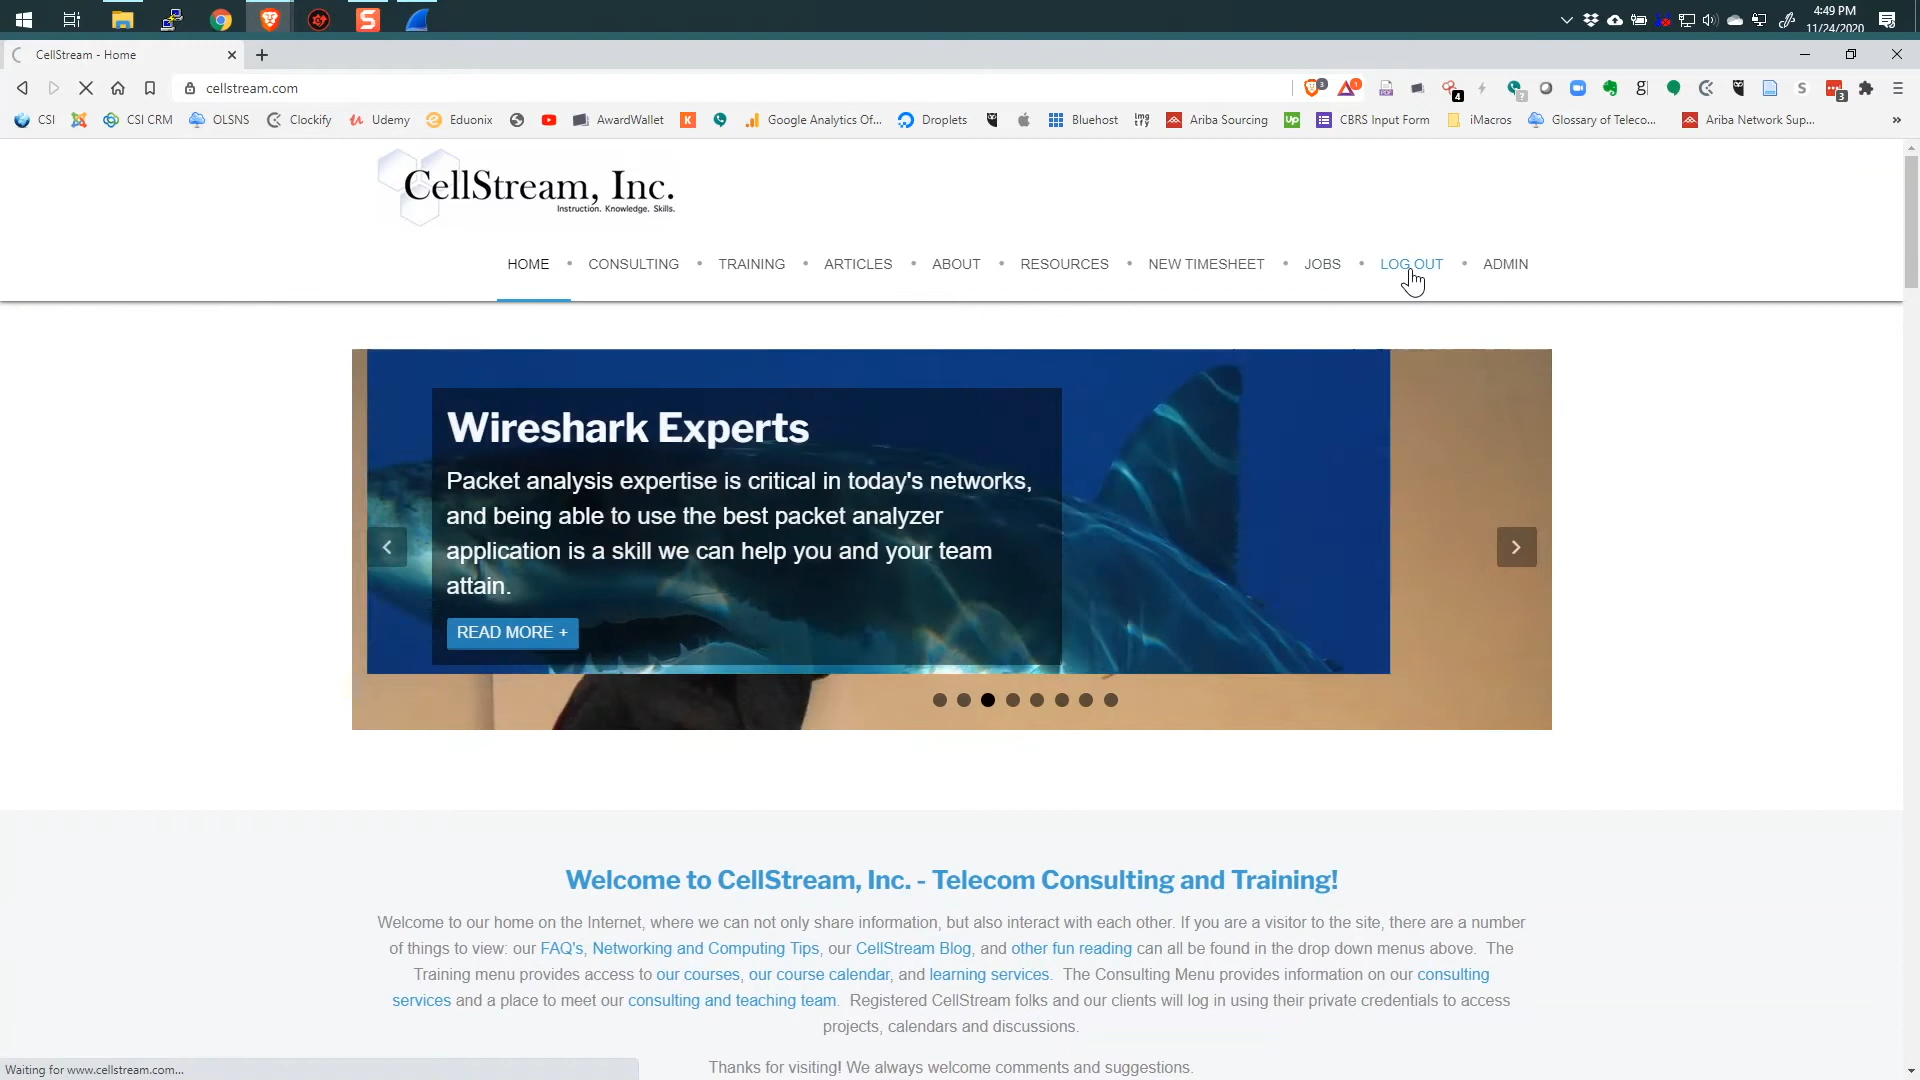 4:49 PM
11/24/2020
CellStream - Home
cellstream.com
3
1
4
?
g
S
3
CSI
CSI CRM
OLSNS
Clockify
Udemy
Eduonix
AwardWallet
K
Google Analytics Of...
Droplets
Bluehost
Ariba Sourcing
Up
CBRS Input Form
iMacros
Glossary of Teleco...
Ariba Network Sup...
»
CellStream, Inc.
Instruction. Knowledge. Skills.
HOME • CONSULTING • TRAINING • ARTICLES • ABOUT • RESOURCES • NEW TIMESHEET • JOBS • LOG OUT • ADMIN
Wireshark Experts
Packet analysis expertise is critical in today's networks,
and being able to use the best packet analyzer
application is a skill we can help you and your team
attain.
READ MORE +
Welcome to CellStream, Inc. - Telecom Consulting and Training!
Welcome to our home on the Internet, where we can not only share information, but also interact with each other. If you are a visitor to the site, there are a number
of things to view: our FAQ's, Networking and Computing Tips, our CellStream Blog, and other fun reading can all be found in the drop down menus above. The
Training menu provides access to our courses, our course calendar, and learning services. The Consulting Menu provides information on our consulting
services and a place to meet our consulting and teaching team. Registered CellStream folks and our clients will log in using their private credentials to access
projects, calendars and discussions.
Thanks for visiting! We always welcome comments and suggestions.
Waiting for www.cellstream.com...